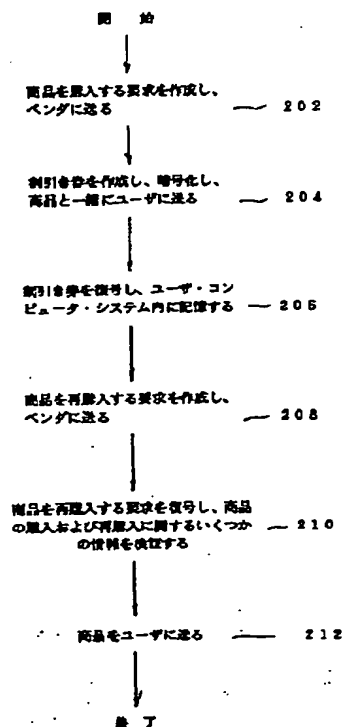 開 始
商品を購入する要求を作成し、
ベンダに送る 202
割引き券を作成し、暗号化し、
商品と一緒にユーザに送る 204
割引き券を復号し、ユーザ・コン
ピュータ・システム内に記憶する 206
商品を再購入する要求を作成し、
ベンダに送る 208
商品を再購入する要求を復号し、商品
の購入および再購入に関するいくつか 210
の情報を検証する
商品をユーザに送る 212
終 了